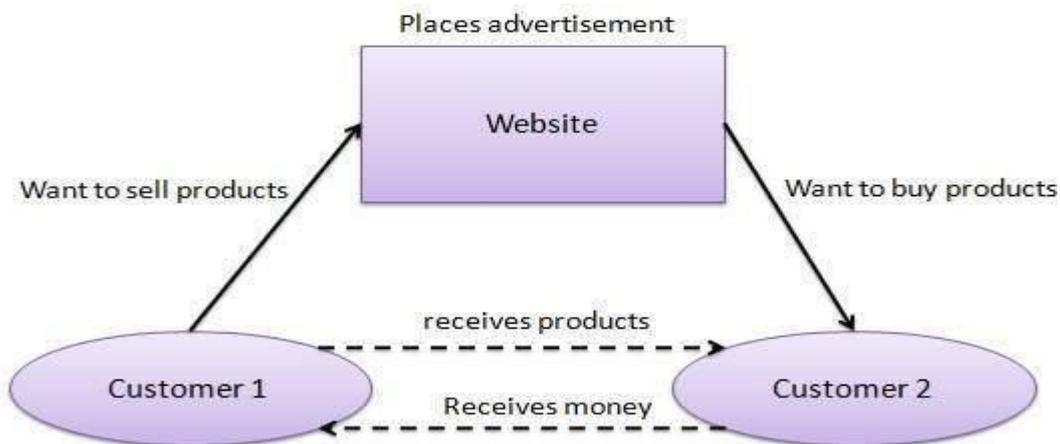 Places advertisement
Website
Want to sell products
Want to buy products
receives products
Customer 1
Customer 2
Receives money